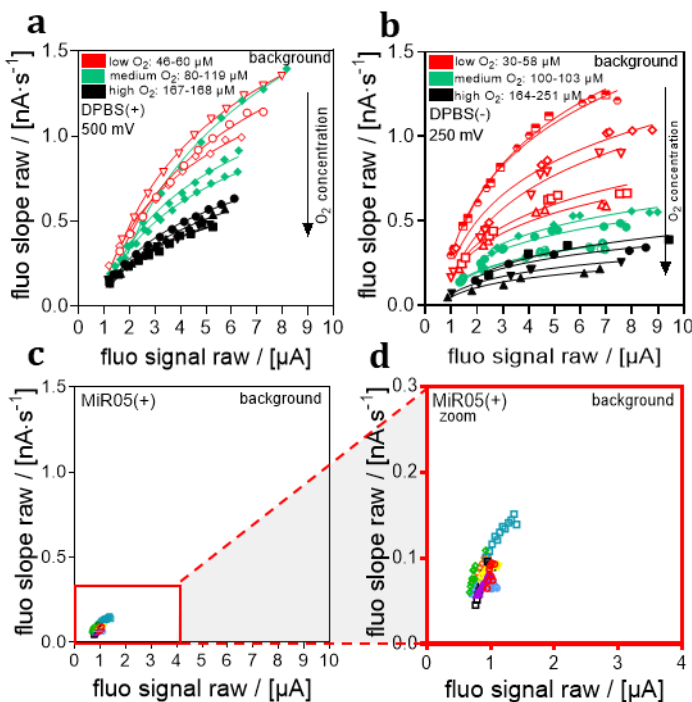 a
fluo slope raw / [nA·s⁻¹]
1.5
1.0
0.5
0.0
low O₂: 46-60 µM
medium O₂: 80-119 µM
high O₂: 167-168 µM
DPBS(+)
500 mV
background
O₂ concentration
0 1 2 3 4 5 6 7 8 9 10
fluo signal raw / [µA]
b
fluo slope raw / [nA·s⁻¹]
1.5
1.0
0.5
0.0
low O₂: 30-58 µM
medium O₂: 100-103 µM
high O₂: 164-251 µM
DPBS(-)
250 mV
background
O₂ concentration
0 1 2 3 4 5 6 7 8 9 10
fluo signal raw / [µA]
c
fluo slope raw / [nA·s⁻¹]
1.5
1.0
0.5
0.0
MiR05(+)
background
0 1 2 3 4 5 6 7 8 9 10
fluo signal raw / [µA]
d
fluo slope raw / [nA·s⁻¹]
0.3
0.2
0.1
0.0
MiR05(+)
zoom
background
0 1 2 3 4
fluo signal raw / [µA]